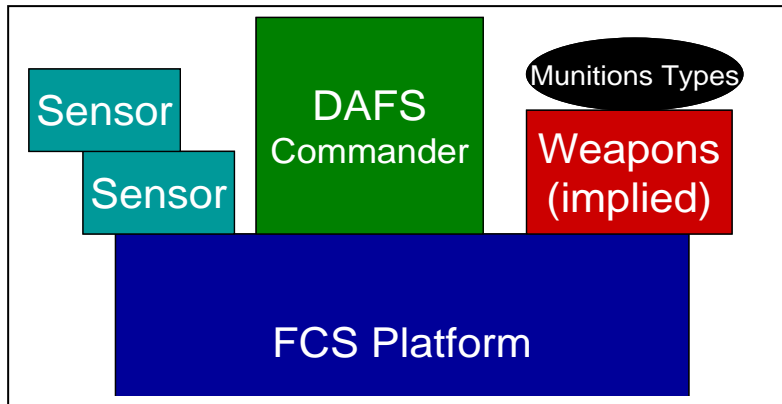 Sensor
Sensor
DAFS
Commander
Munitions Types
Weapons
(implied)
FCS Platform